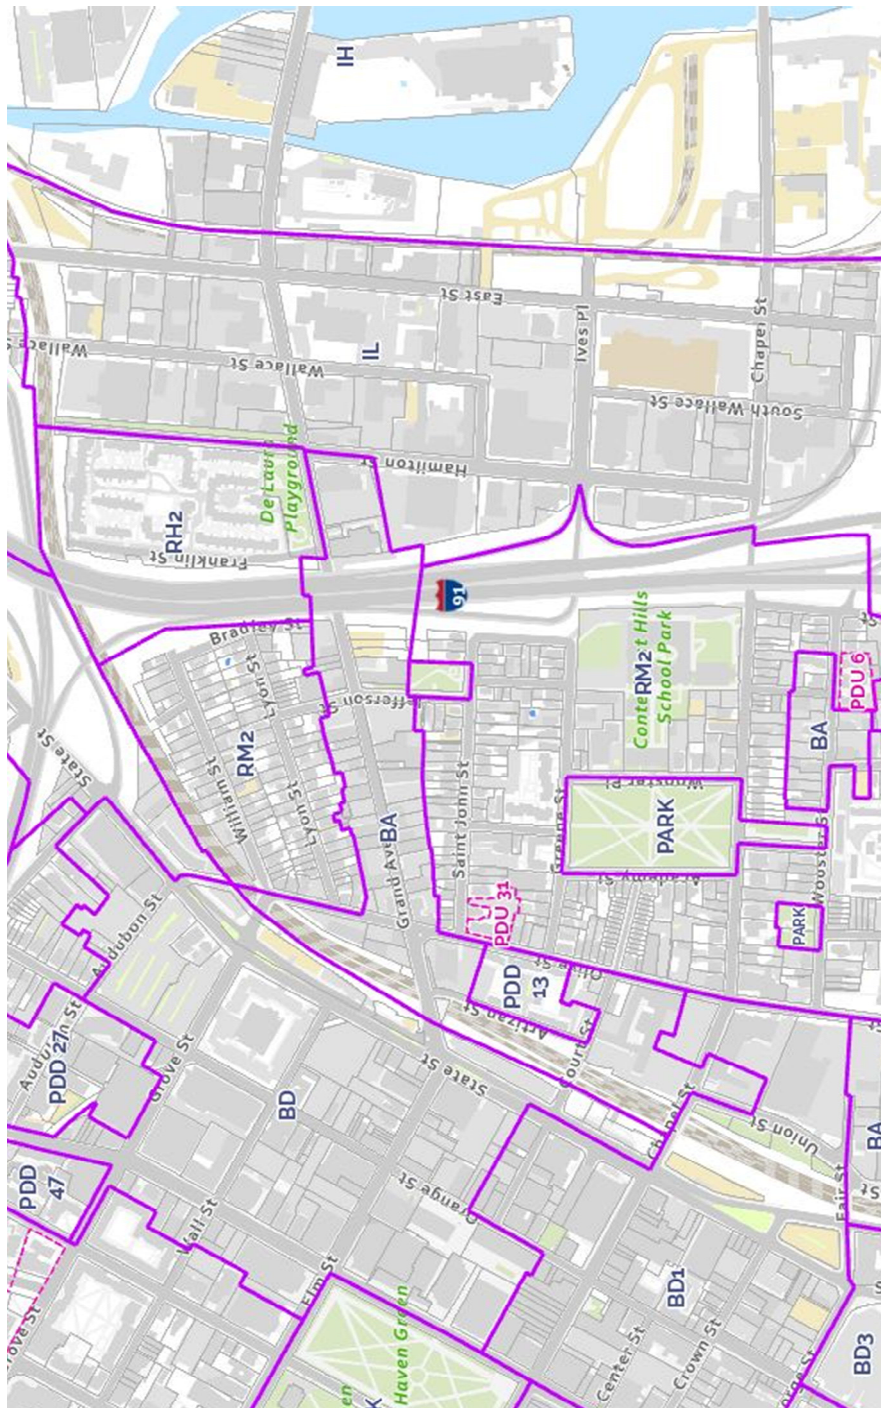 IH
East St
Ives Pl
Wallace St
Wallace St
IL
Chapel St
South Wallace St
Hamilton St
De Lauro
Playground
RH2
Franklin St
91
Bradley St
Lyon St
Jefferson St
RM2
School Park
PDU 6
BA
State St
William St
RM2
Lyon St
BA
Grand Ave
Saint John St
Greene St
Wooster Pl
PARK
Academy St
Wooster St
PARK
PDU 31
Olive St
PDD
13
Artizan St
Court St
Audubon St
Audubon St
PDD 27
Grove St
BD
State St
Chapel St
Union St
BA
Fair St
PDD
47
Wall St
Orange St
Elm St
BD1
Center St
Crown St
BD3
Haven Green